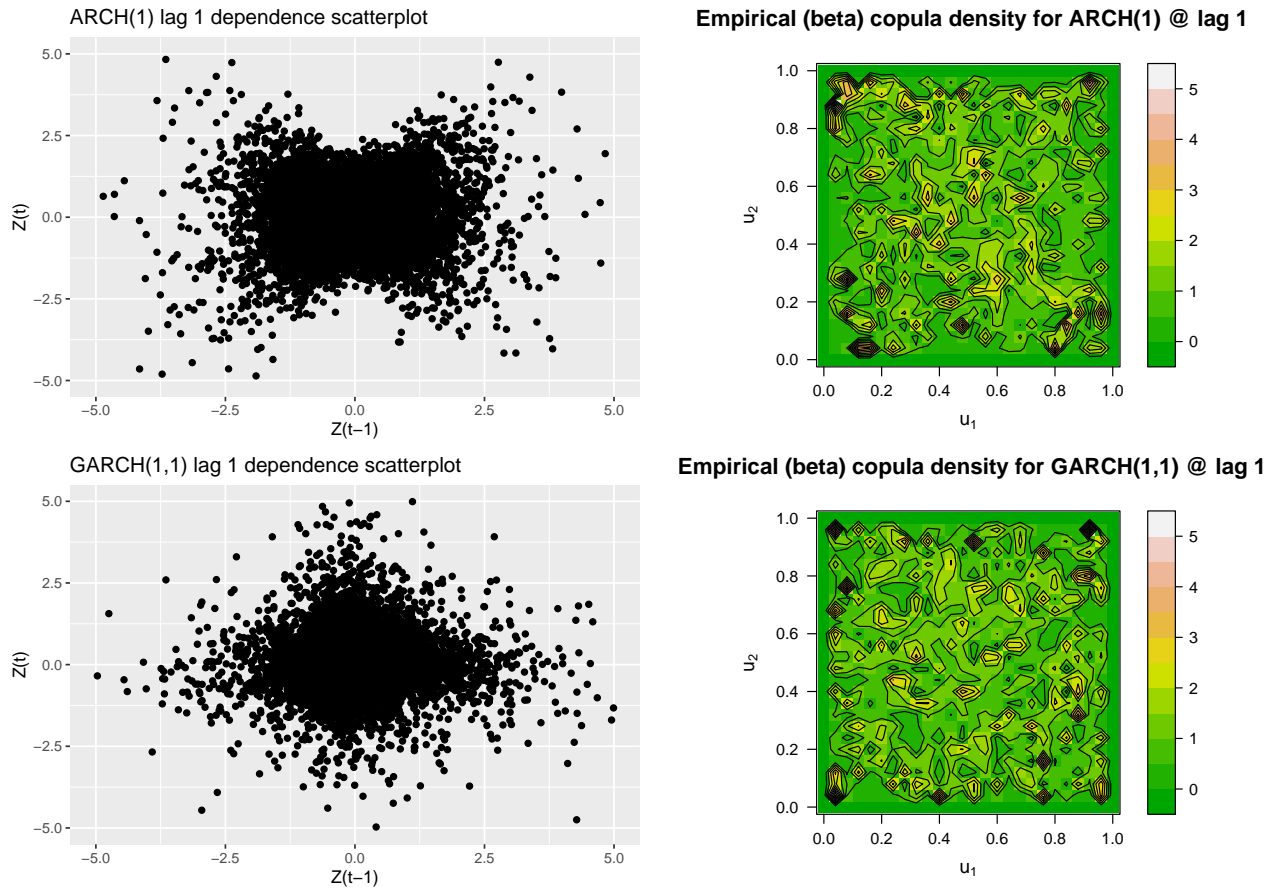 ARCH(1) lag 1 dependence scatterplot
5.0
2.5
0.0
−2.5
−5.0
Z(t)
−5.0 −2.5 0.0 2.5 5.0
Z(t−1)
Empirical (beta) copula density for ARCH(1) @ lag 1
1.0
0.8
0.6
0.4
0.2
0.0
u2
0.0 0.2 0.4 0.6 0.8 1.0
u1
5
4
3
2
1
0
GARCH(1,1) lag 1 dependence scatterplot
5.0
2.5
0.0
−2.5
−5.0
Z(t)
−5.0 −2.5 0.0 2.5 5.0
Z(t−1)
Empirical (beta) copula density for GARCH(1,1) @ lag 1
1.0
0.8
0.6
0.4
0.2
0.0
u2
0.0 0.2 0.4 0.6 0.8 1.0
u1
5
4
3
2
1
0